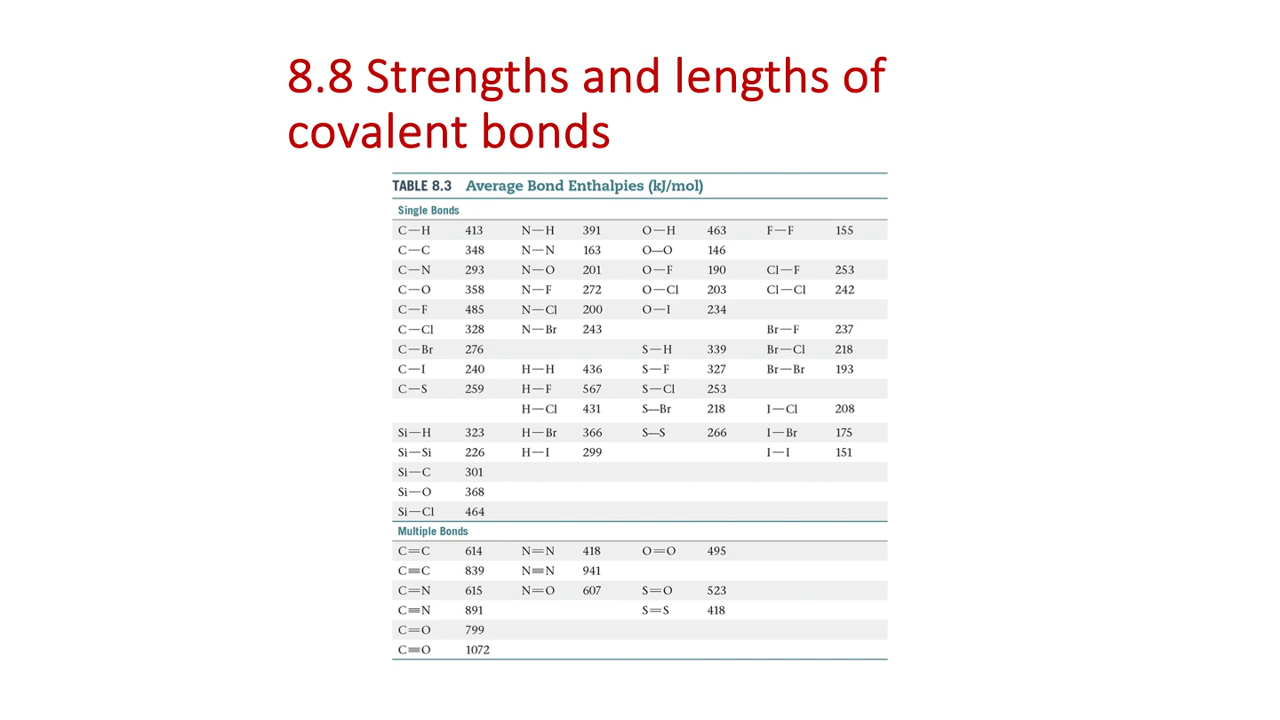 8.8 Strengths and lengths of
covalent bonds
TABLE 8.3 Average Bond Enthalpies (kJ/mol)
Single Bonds
C—H 413 N—H 391 O—H 463 F—F 155
C—C 348 N—N 163 O—O 146
C—N 293 N—O 201 O—F 190 Cl—F 253
C—O 358 N—F 272 O—Cl 203 Cl—Cl 242
C—F 485 N—Cl 200 O—I 234
C—Cl 328 N—Br 243 Br—F 237
C—Br 276 S—H 339 Br—Cl 218
C—I 240 H—H 436 S—F 327 Br—Br 193
C—S 259 H—F 567 S—Cl 253
H—Cl 431 S—Br 218 I—Cl 208
Si—H 323 H—Br 366 S—S 266 I—Br 175
Si—Si 226 H—I 299 I—I 151
Si—C 301
Si—O 368
Si—Cl 464
Multiple Bonds
C=C 614 N=N 418 O=O 495
C≡C 839 N≡N 941
C=N 615 N=O 607 S=O 523
C≡N 891 S=S 418
C=O 799
C≡O 1072